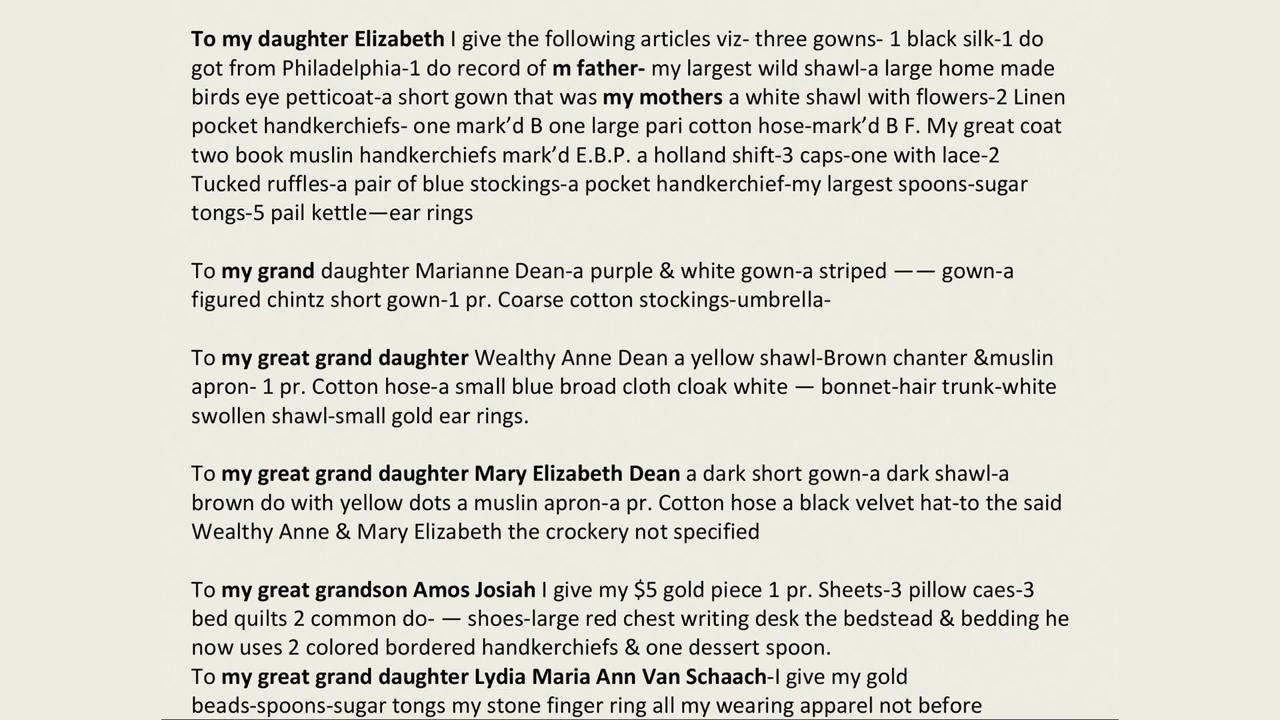 To my daughter Elizabeth I give the following articles viz- three gowns- 1 black silk-1 do
got from Philadelphia-1 do record of m father- my largest wild shawl-a large home made
birds eye petticoat-a short gown that was my mothers a white shawl with flowers-2 Linen
pocket handkerchiefs- one mark’d B one large pari cotton hose-mark’d B F. My great coat
two book muslin handkerchiefs mark’d E.B.P. a holland shift-3 caps-one with lace-2
Tucked ruffles-a pair of blue stockings-a pocket handkerchief-my largest spoons-sugar
tongs-5 pail kettle—ear rings
To my grand daughter Marianne Dean-a purple & white gown-a striped —— gown-a
figured chintz short gown-1 pr. Coarse cotton stockings-umbrella-
To my great grand daughter Wealthy Anne Dean a yellow shawl-Brown chanter &muslin
apron- 1 pr. Cotton hose-a small blue broad cloth cloak white — bonnet-hair trunk-white
swollen shawl-small gold ear rings.
To my great grand daughter Mary Elizabeth Dean a dark short gown-a dark shawl-a
brown do with yellow dots a muslin apron-a pr. Cotton hose a black velvet hat-to the said
Wealthy Anne & Mary Elizabeth the crockery not specified
To my great grandson Amos Josiah I give my $5 gold piece 1 pr. Sheets-3 pillow caes-3
bed quilts 2 common do- — shoes-large red chest writing desk the bedstead & bedding he
now uses 2 colored bordered handkerchiefs & one dessert spoon.
To my great grand daughter Lydia Maria Ann Van Schaach-I give my gold
beads-spoons-sugar tongs my stone finger ring all my wearing apparel not before